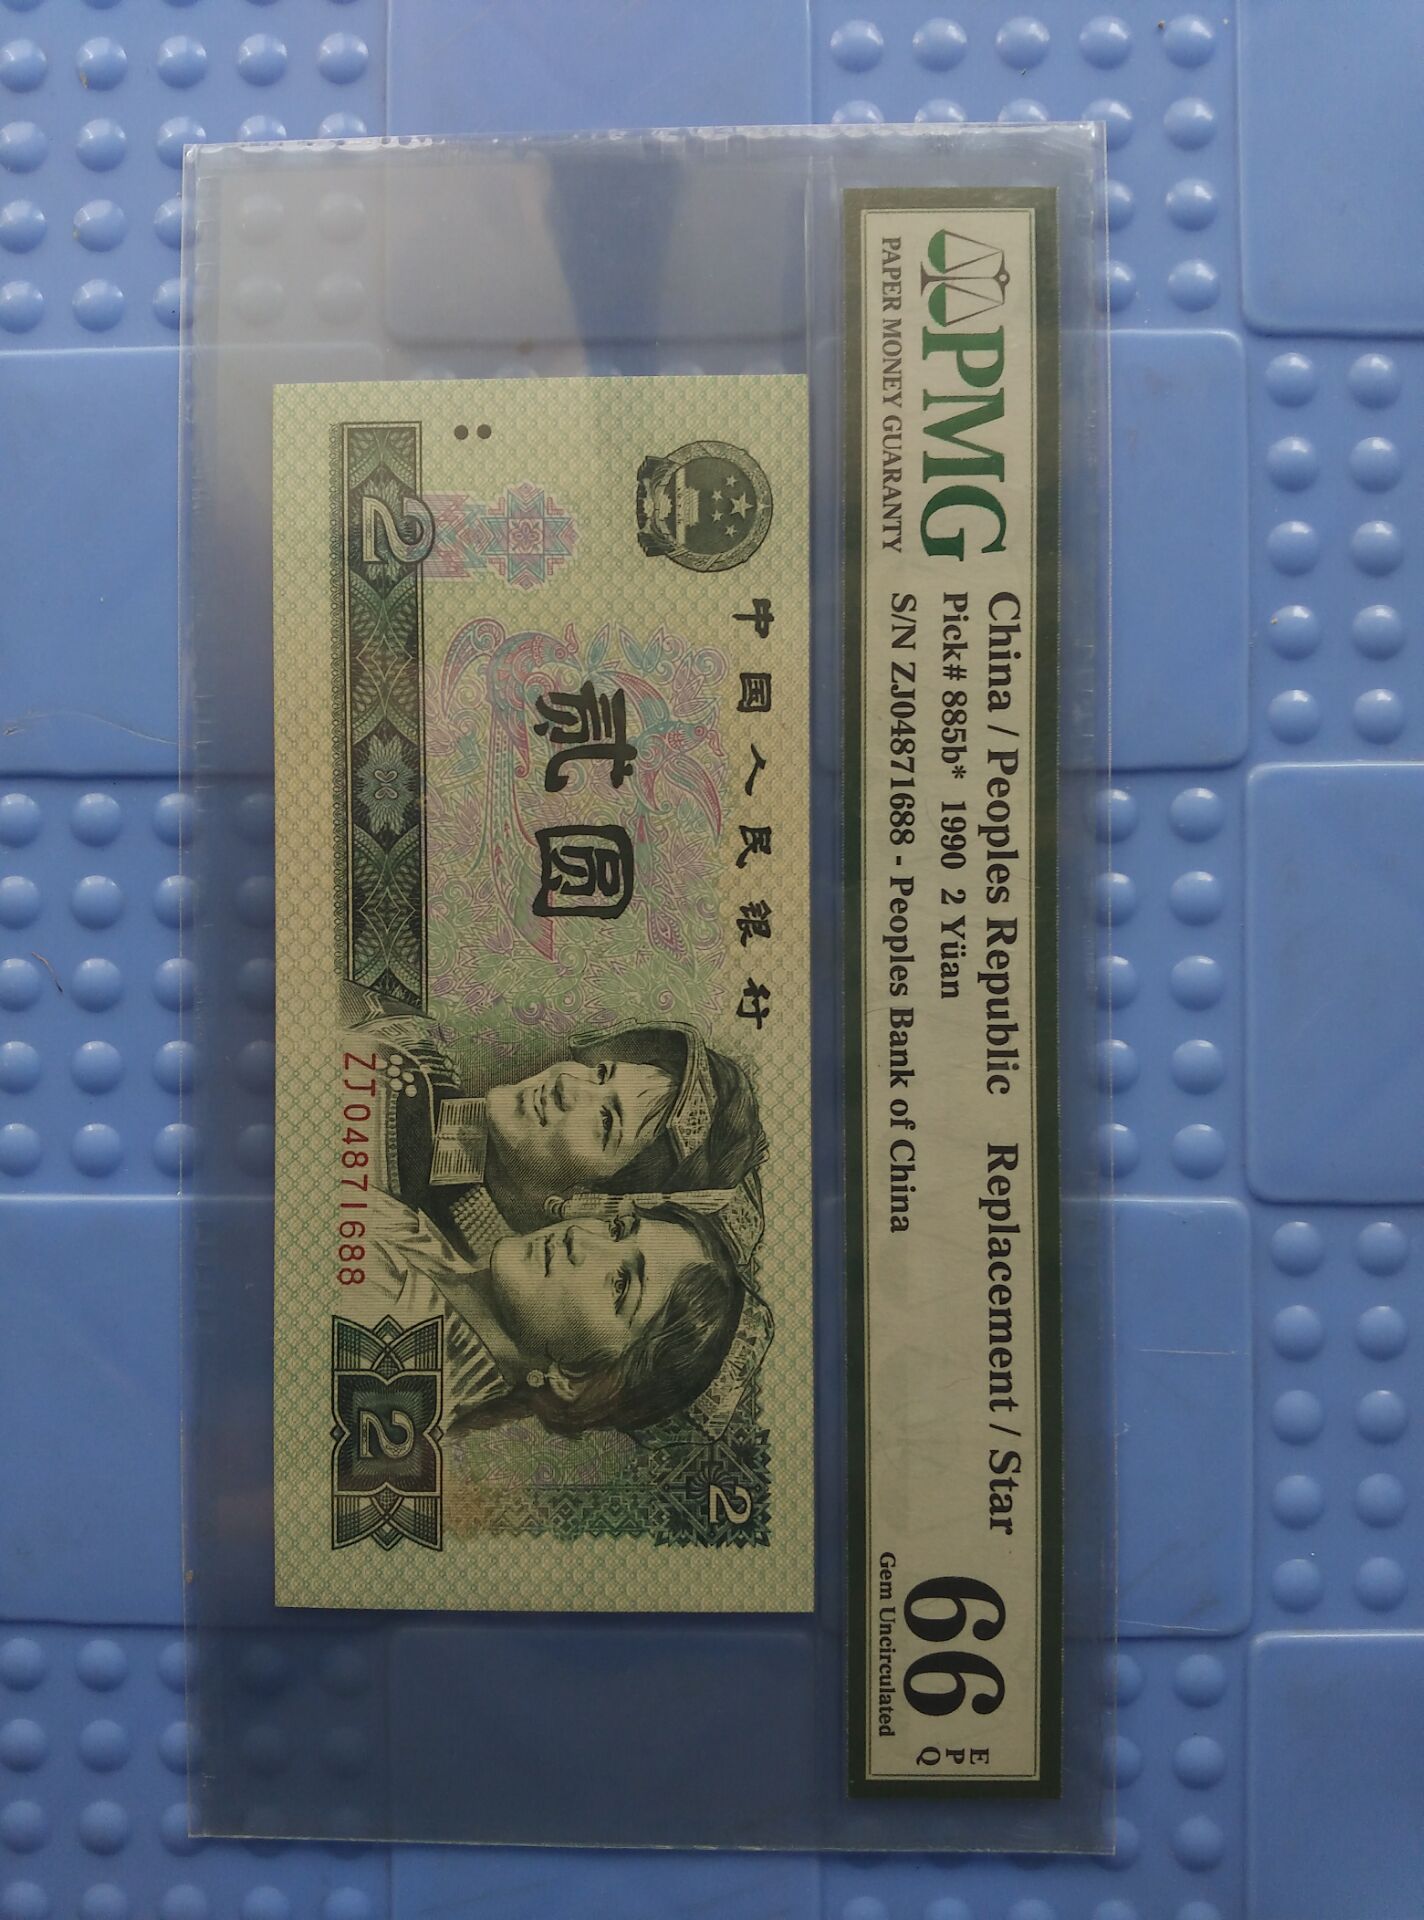 PMG
PAPER MONEY GUARANTY
China / Peoples Republic Replacement / Star
Pick# 885b* 1990 2 Yüan
S/N ZJ04871688 - Peoples Bank of China
66
E
P
Q
Gem Uncirculated
中国人民银行
贰圆
2
2
2
ZJ04871688